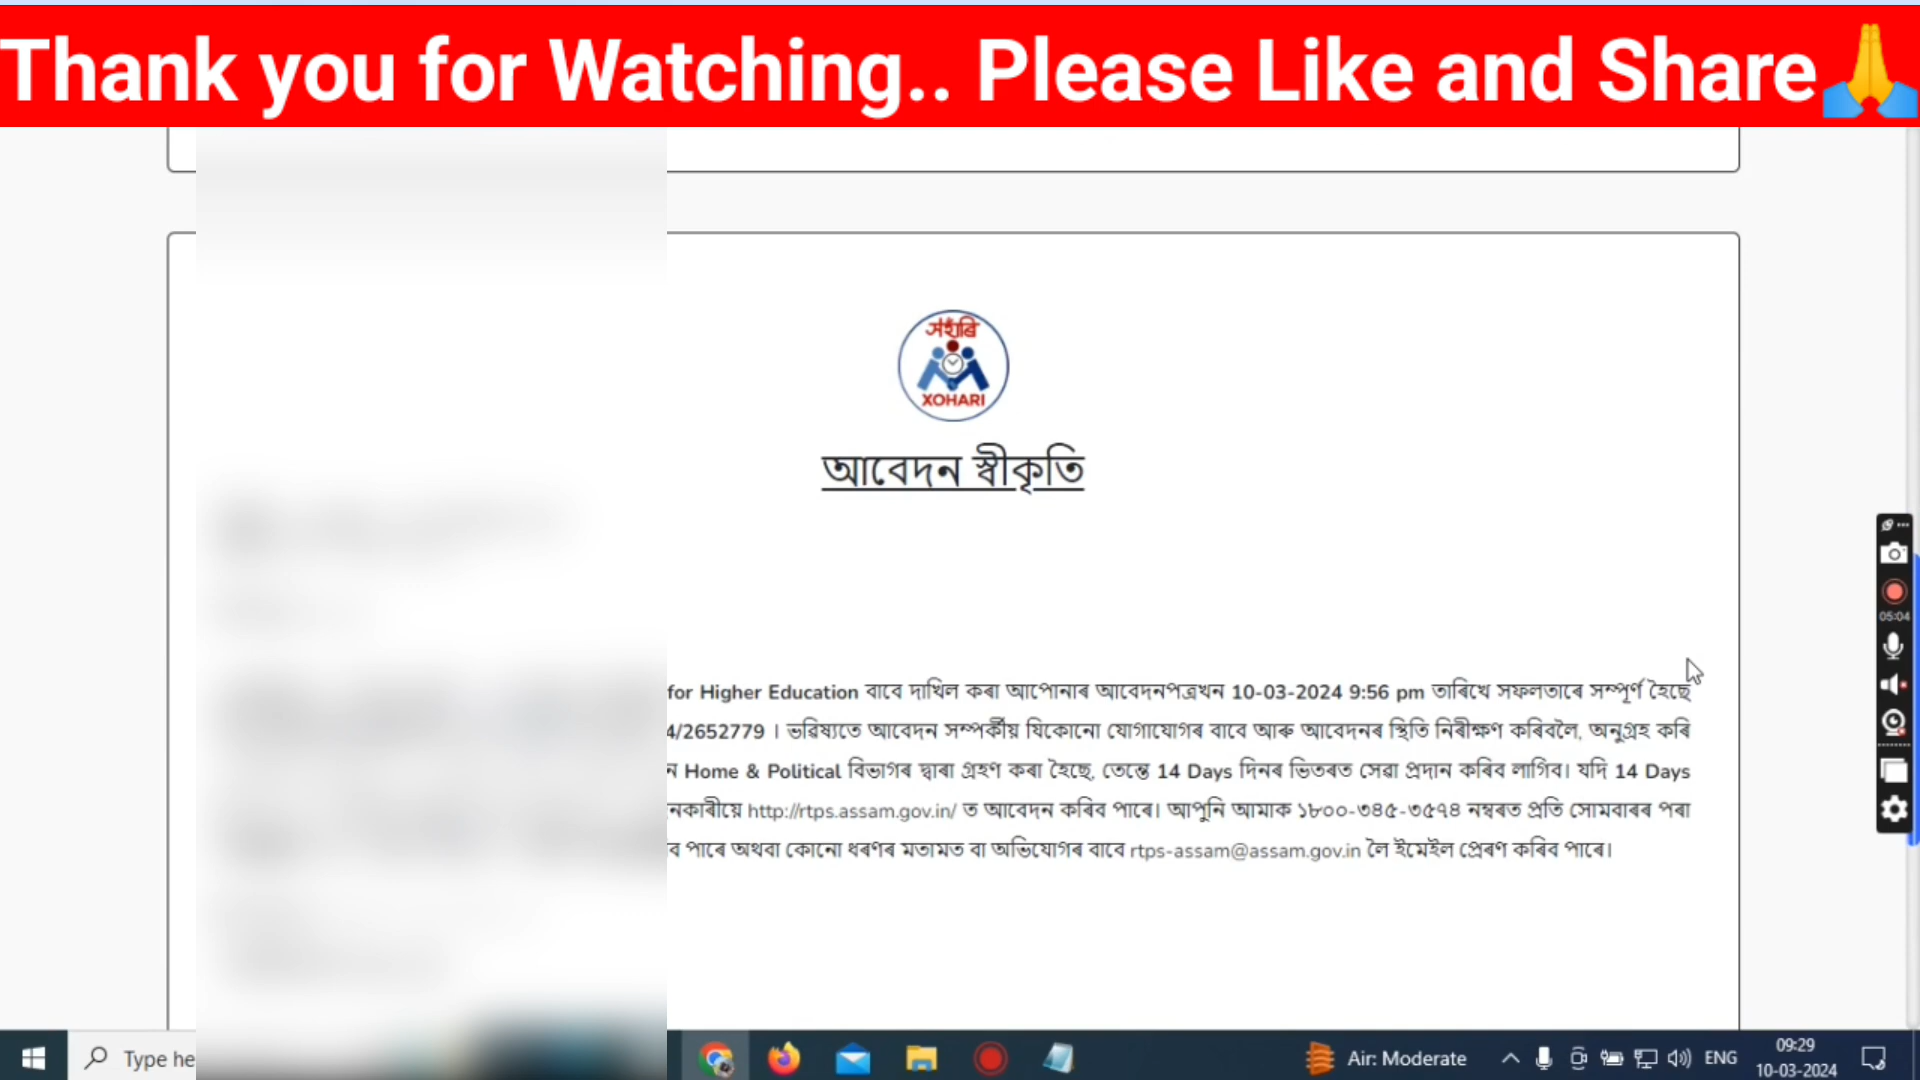 Thank you for Watching.. Please Like and Share🙏
সহাৰি
XOHARI
আবেদন স্বীকৃতি
for Higher Education বাবে দাখিল কৰা আপোনাৰ আবেদনপত্ৰখন 10-03-2024 9:56 pm তাৰিখে সফলতাৰে সম্পূৰ্ণ হৈছে
4/2652779 । ভৱিষ্যতে আবেদন সম্পৰ্কীয় যিকোনো যোগাযোগৰ বাবে আৰু আবেদনৰ স্থিতি নিৰীক্ষণ কৰিবলৈ, অনুগ্ৰহ কৰি
ন Home & Political বিভাগৰ দ্বাৰা গ্ৰহণ কৰা হৈছে, তেন্তে 14 Days দিনৰ ভিতৰত সেৱা প্ৰদান কৰিব লাগিব। যদি 14 Days
নকাৰীয়ে http://rtps.assam.gov.in/ ত আবেদন কৰিব পাৰে। আপুনি আমাক ১৮০০-৩৪৫-৩৫৭৪ নম্বৰত প্ৰতি সোমবাৰৰ পৰা
ব পাৰে অথবা কোনো ধৰণৰ মতামত বা অভিযোগৰ বাবে rtps-assam@assam.gov.in লৈ ইমেইল প্ৰেৰণ কৰিব পাৰে।
05:04
Type he
Air: Moderate
ENG
09:29
10-03-2024